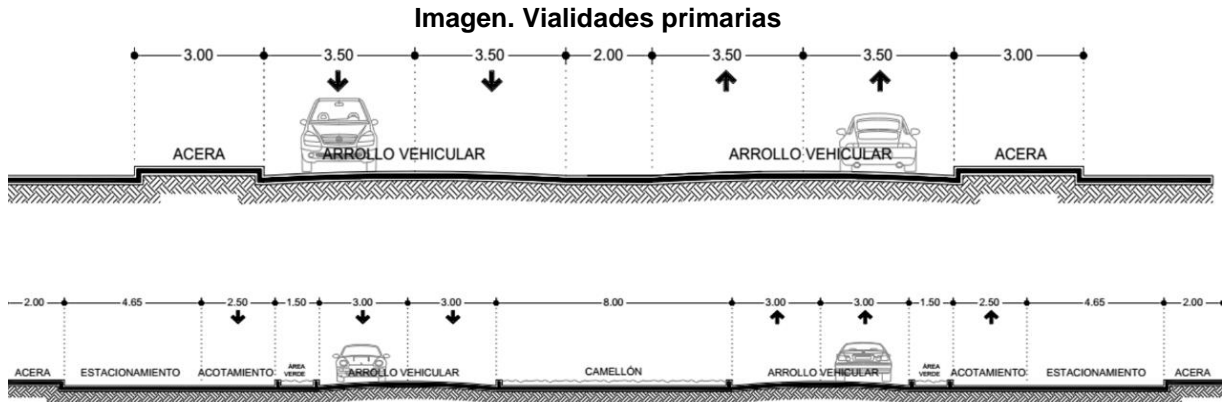 Imagen. Vialidades primarias
3.00 3.50 3.50 2.00 3.50 3.50 3.00
ACERA ARROLLO VEHICULAR ARROLLO VEHICULAR ACERA
2.00 4.65 2.50 1.50 3.00 3.00 8.00 3.00 3.00 1.50 2.50 4.65 2.00
ACERA ESTACIONAMIENTO ACOTAMIENTO ÁREA VERDE ARROLLO VEHICULAR CAMELLÓN ARROLLO VEHICULAR ÁREA VERDE ACOTAMIENTO ESTACIONAMIENTO ACERA